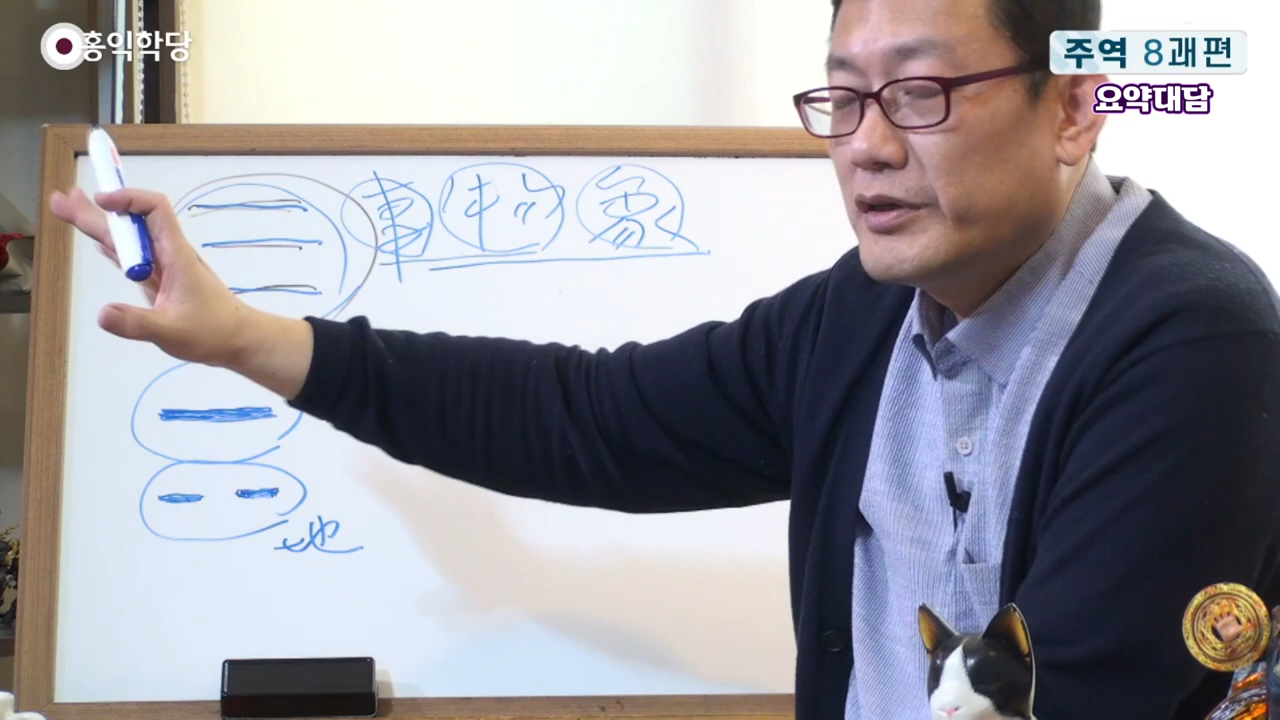 홍익학당
주역 8괘편
요약대담
事 物 象
地